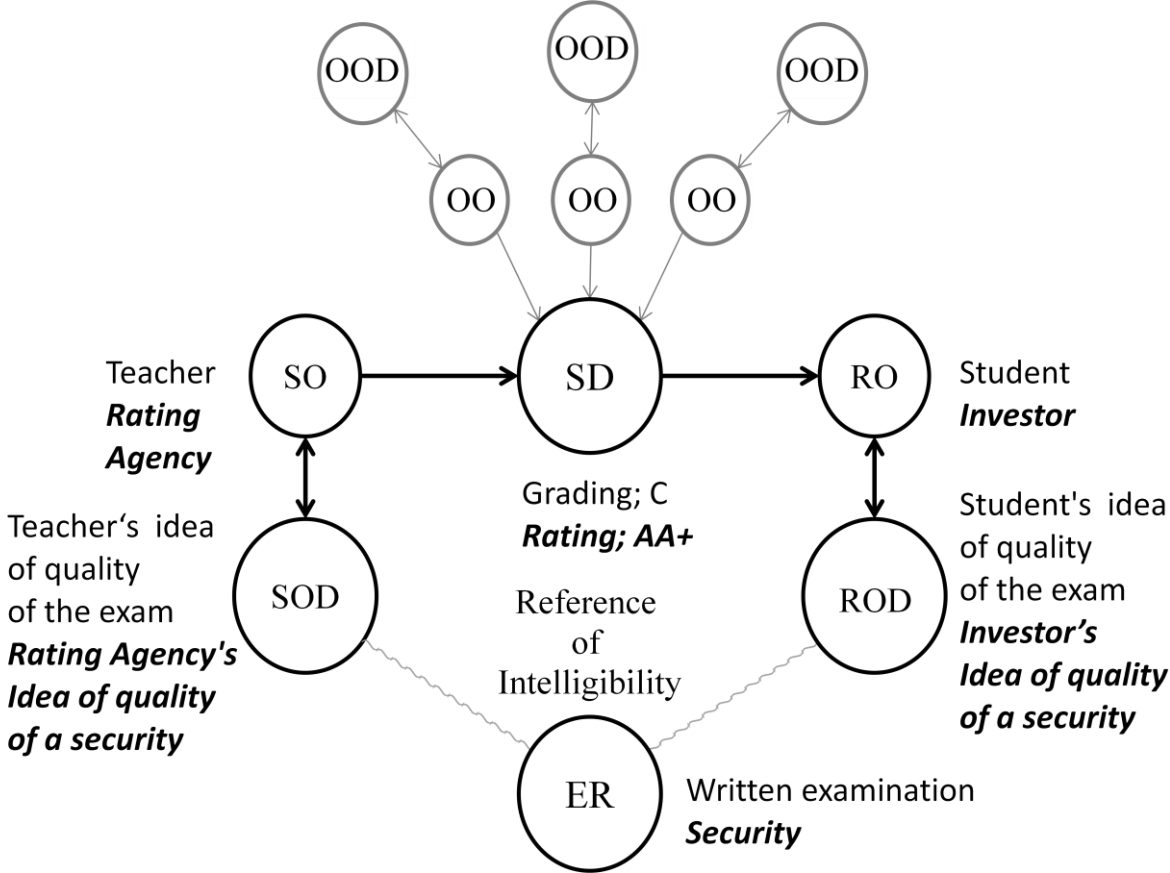 OOD
OOD
OOD
OO
OO
OO
Teacher
Rating
Agency
SO
SD
RO
Student
Investor
Grading; C
Rating; AA+
Teacher‘s idea
of quality
of the exam
Rating Agency's
Idea of quality
of a security
SOD
Reference
of
Intelligibility
ROD
Student's idea
of quality
of the exam
Investor’s
Idea of quality
of a security
ER
Written examination
Security